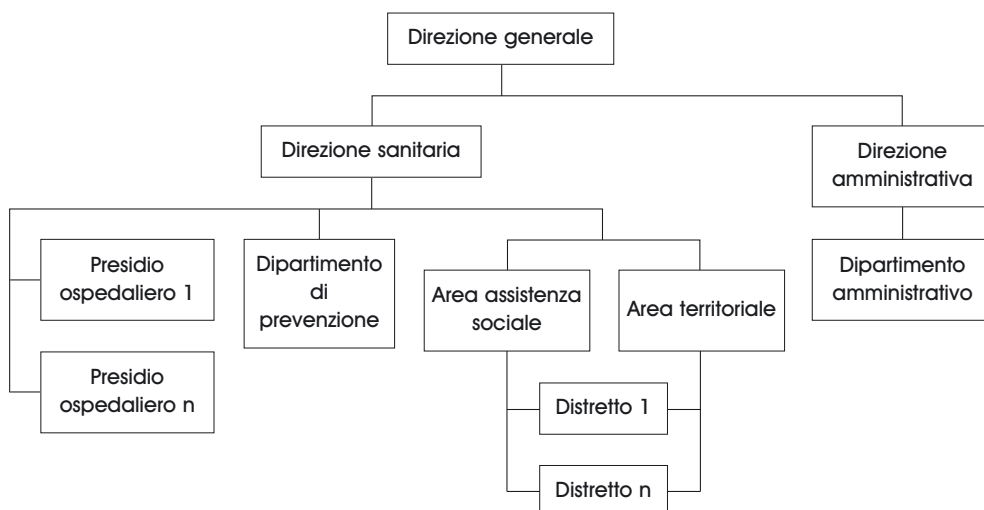 Direzione generale
Direzione sanitaria
Direzione
amministrativa
Presidio
ospedaliero 1
Dipartimento
di
prevenzione
Area assistenza
sociale
Area territoriale
Dipartimento
amministrativo
Presidio
ospedaliero n
Distretto 1
Distretto n